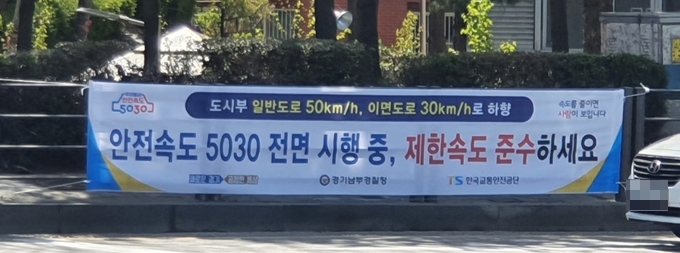 안전속도
5030
도시부 일반도로 50km/h, 이면도로 30km/h로 하향
속도를 줄이면
사람이 보입니다
안전속도 5030 전면 시행 중, 제한속도 준수하세요
경기남부경찰청
TS 한국교통안전공단